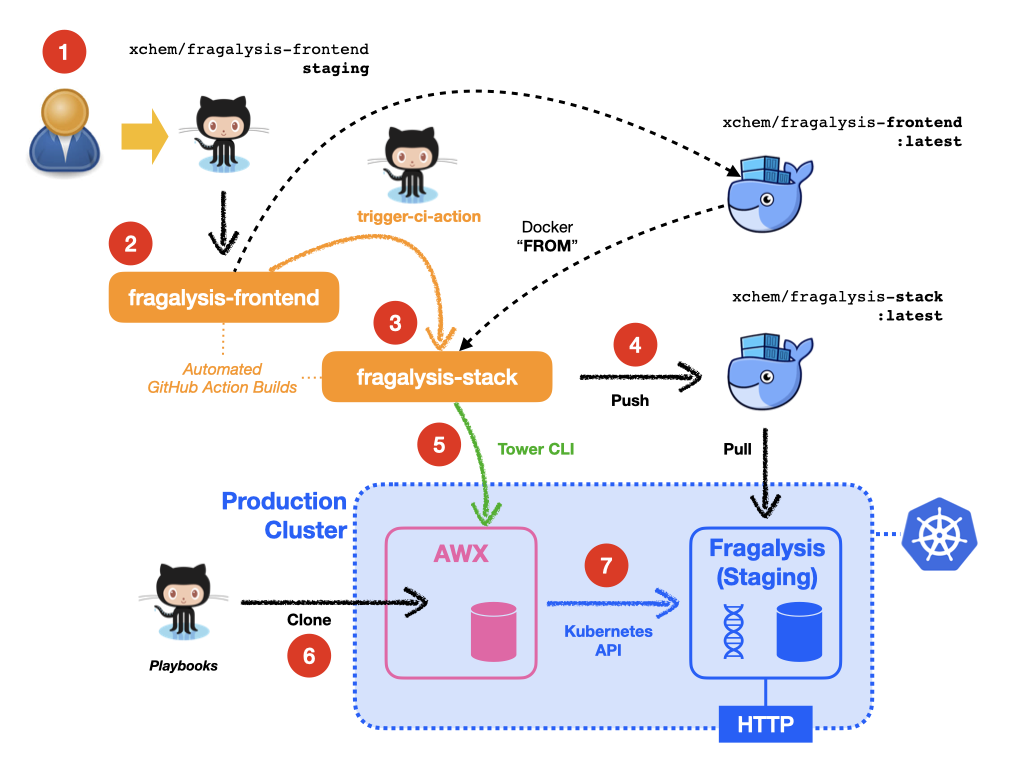 1
xchem/fragalysis-frontend
staging
xchem/fragalysis-frontend
:latest
trigger-ci-action
Docker
“FROM”
2
fragalysis-frontend
xchem/fragalysis-stack
:latest
3
4
Automated
GitHub Action Builds
fragalysis-stack
Push
5
Tower CLI
Pull
Production
Cluster
AWX
Fragalysis
(Staging)
7
Clone
Kubernetes
API
6
Playbooks
HTTP